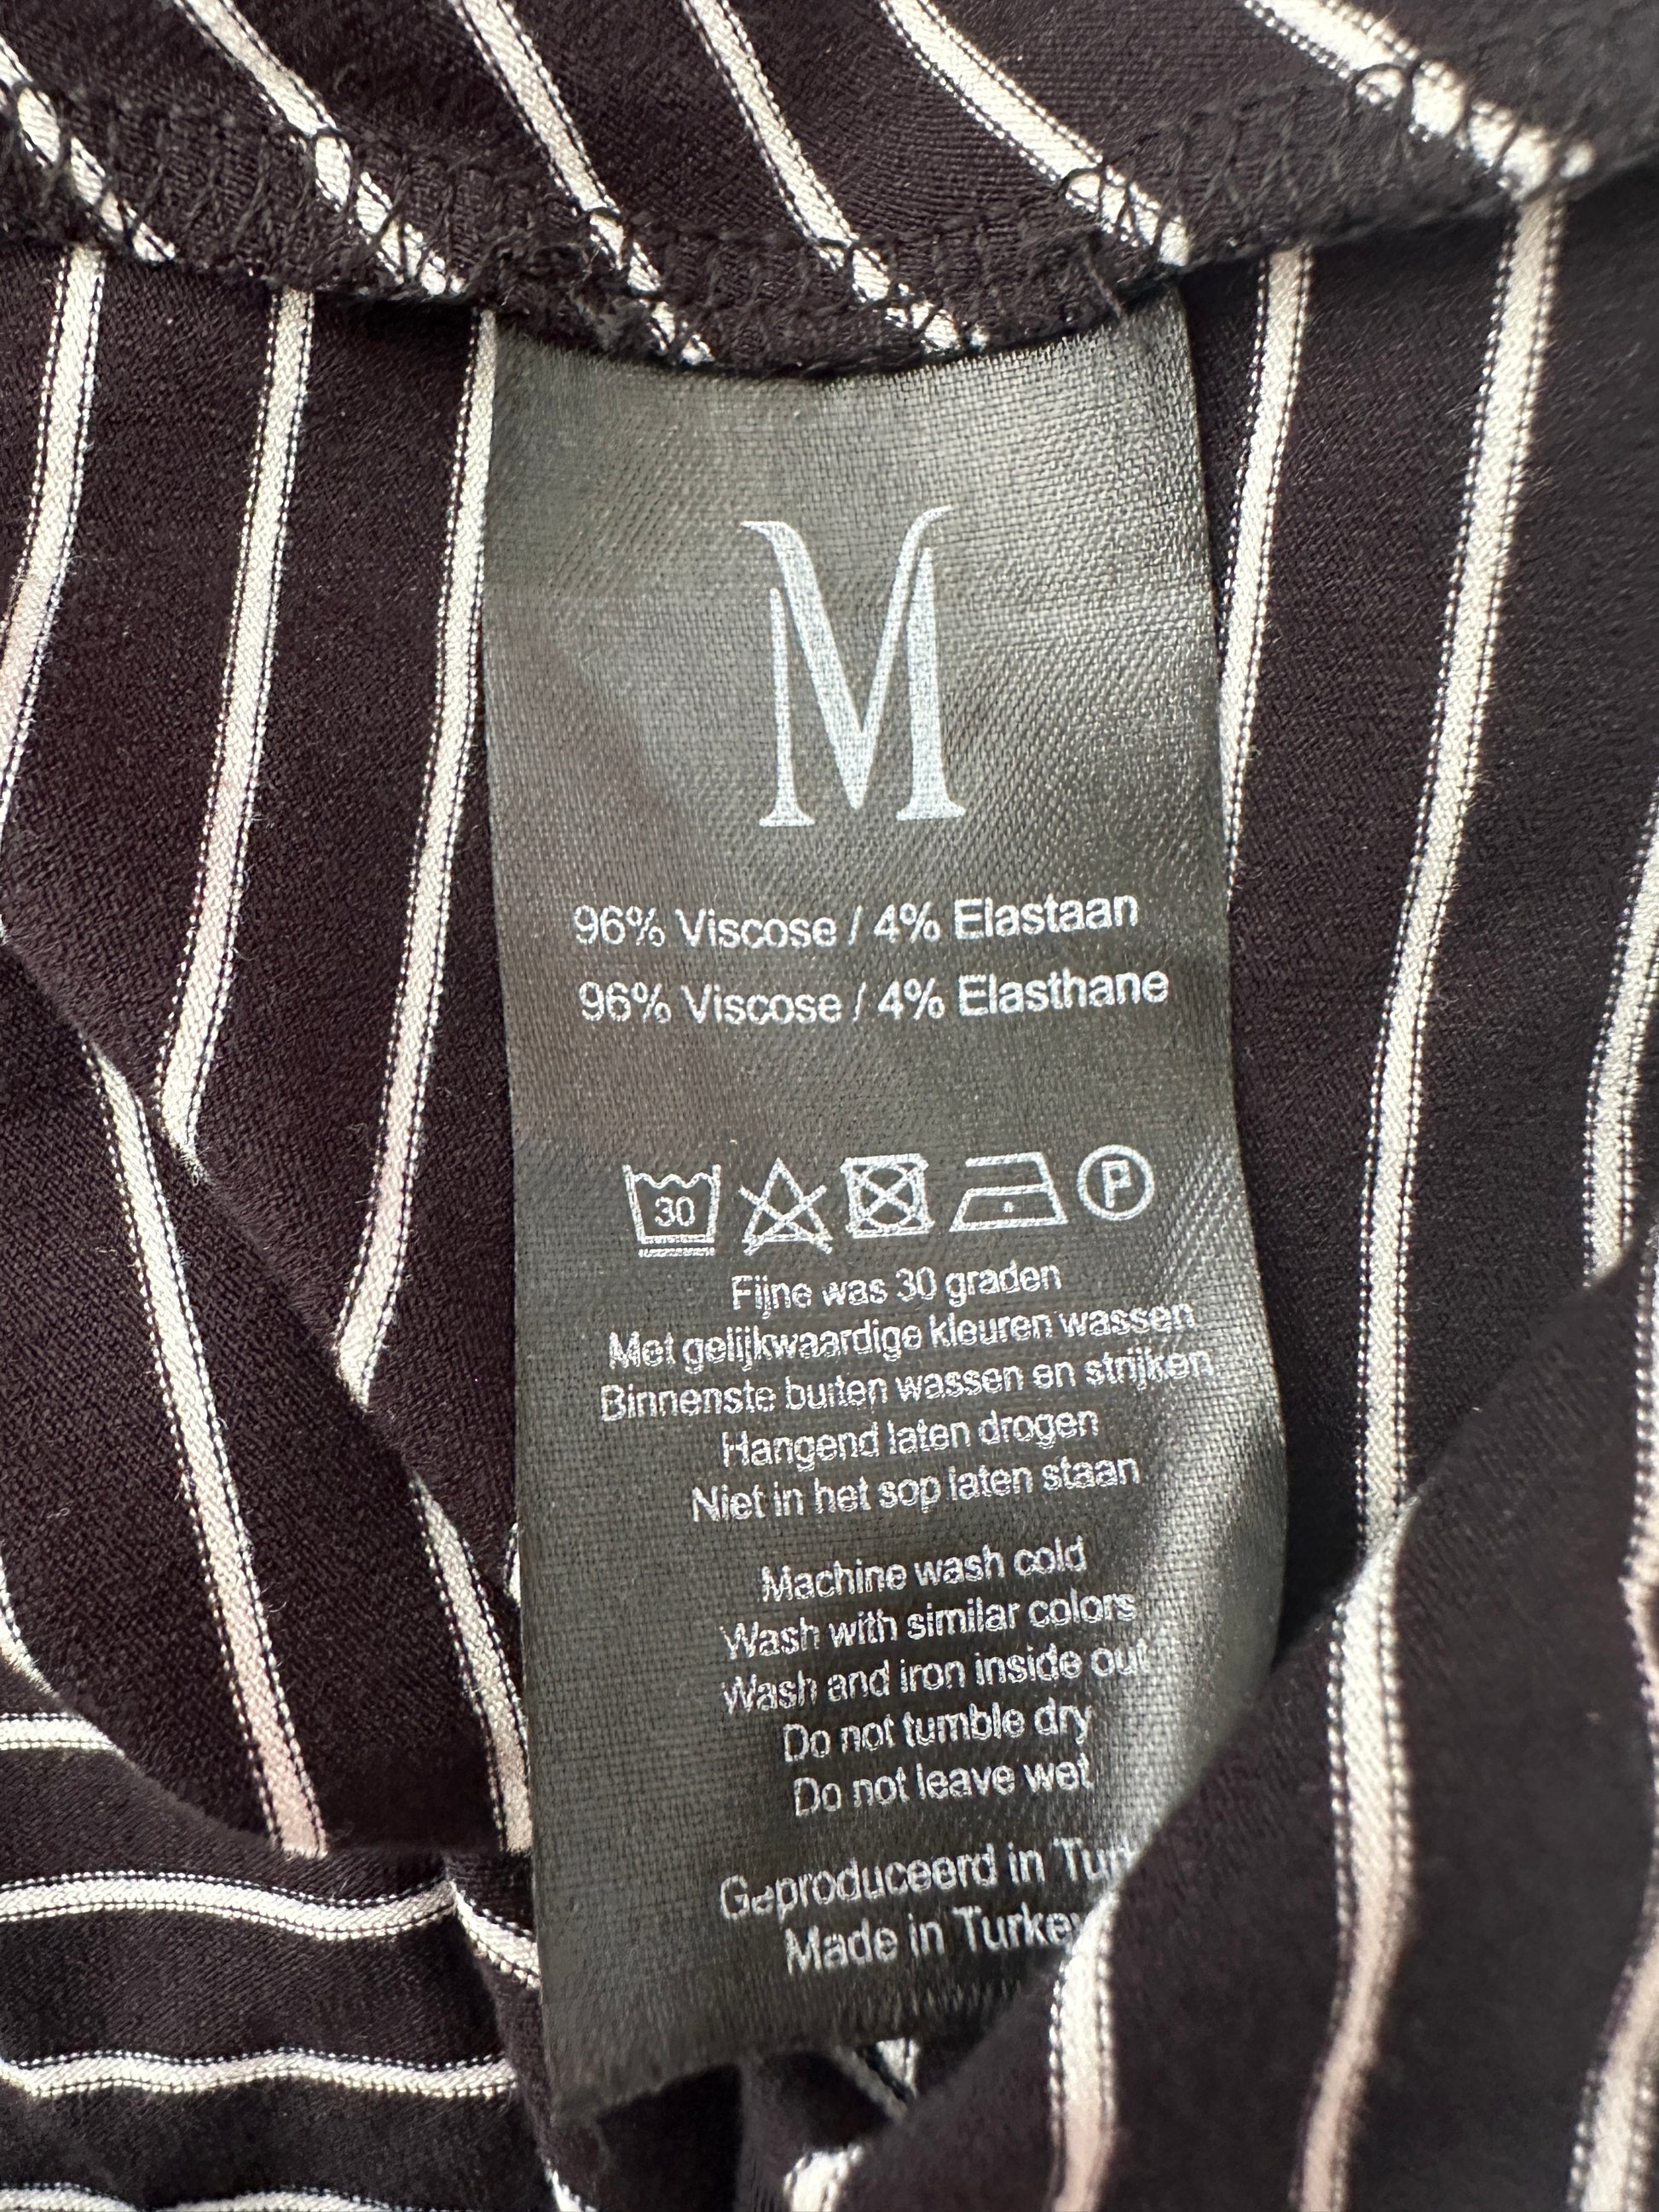 M
96% Viscose / 4% Elastaan
96% Viscose / 4% Elasthane
30 P
Fijne was 30 graden
Met gelijkwaardige kleuren wassen
Binnenste buiten wassen en strijken
Hangend laten drogen
Niet in het sop laten staan
Machine wash cold
Wash with similar colors
Wash and iron inside out
Do not tumble dry
Do not leave wet
Geproduceerd in
Made in Turkey